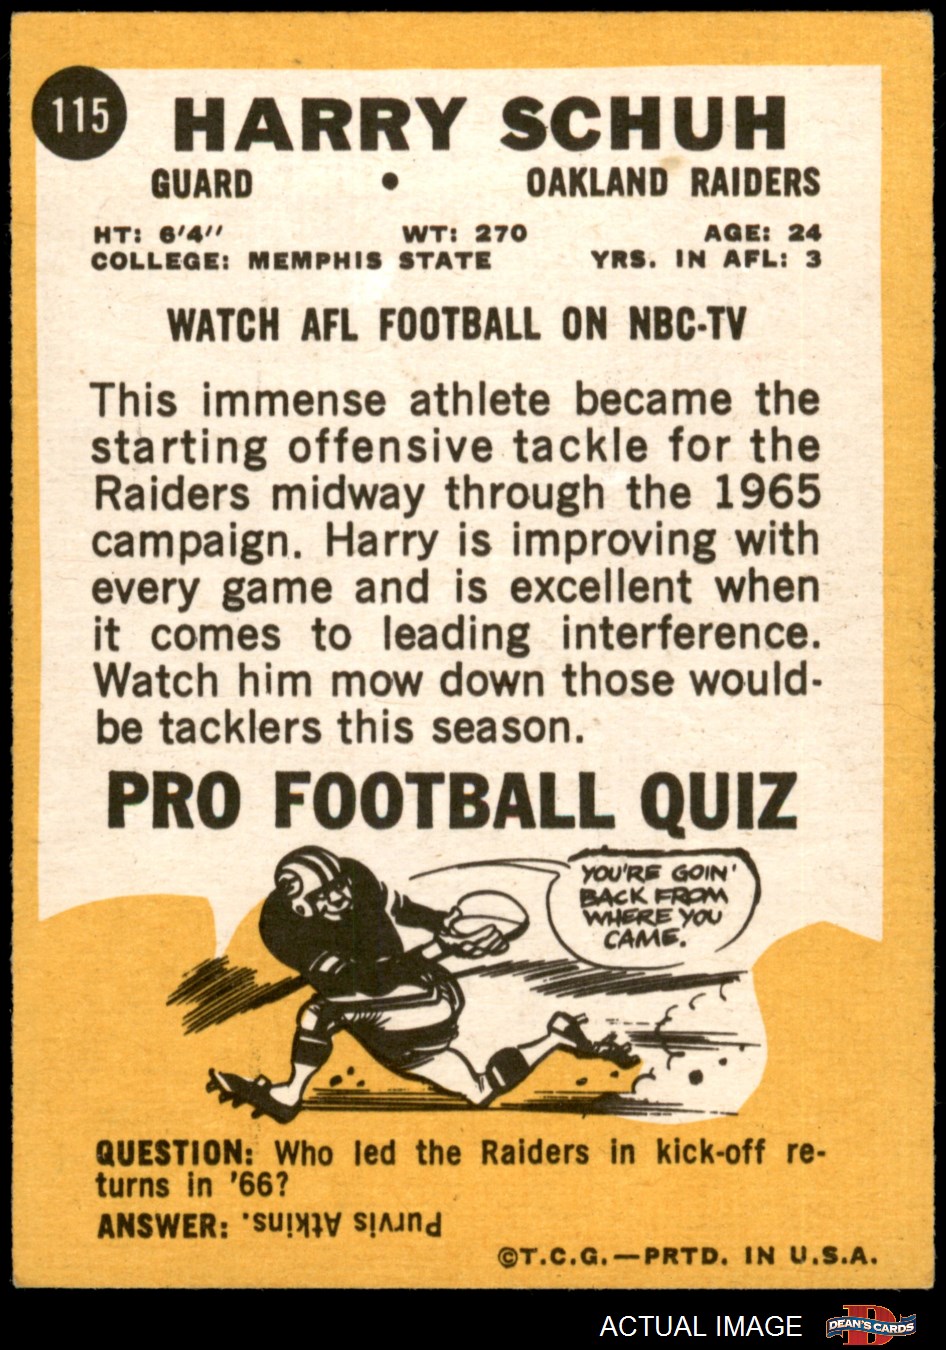 115
HARRY SCHUH
GUARD • OAKLAND RAIDERS
HT: 6'4'' WT: 270 AGE: 24
COLLEGE: MEMPHIS STATE YRS. IN AFL: 3
WATCH AFL FOOTBALL ON NBC-TV
This immense athlete became the
starting offensive tackle for the
Raiders midway through the 1965
campaign. Harry is improving with
every game and is excellent when
it comes to leading interference.
Watch him mow down those would-
be tacklers this season.
PRO FOOTBALL QUIZ
YOU'RE GOIN'
BACK FROM
WHERE YOU
CAME.
QUESTION: Who led the Raiders in kick-off re-
turns in '66?
ANSWER: Purvis Atkins.
©T.C.G.—PRTD. IN U.S.A.
ACTUAL IMAGE
D
DEAN'S CARDS